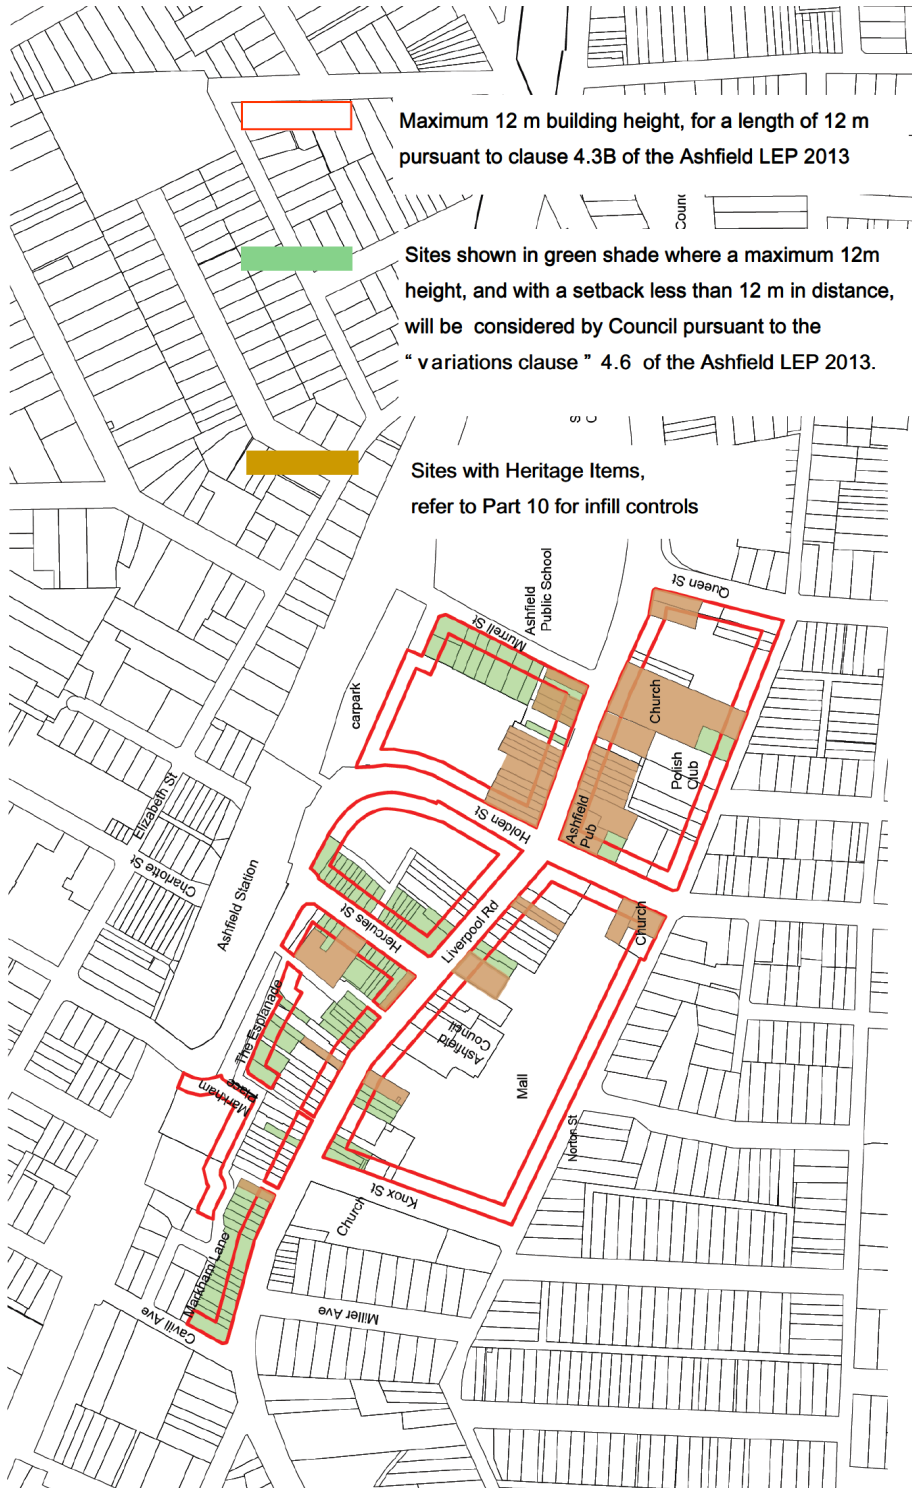 Maximum 12 m building height, for a length of 12 m
pursuant to clause 4.3B of the Ashfield LEP 2013
Counc
Sites shown in green shade where a maximum 12m
height, and with a setback less than 12 m in distance,
will be considered by Council pursuant to the
“ variations clause ” 4.6 of the Ashfield LEP 2013.
Sites with Heritage Items,
refer to Part 10 for infill controls
Ashfield
Public School
Queen St
Murrell St
carpark
Church
Polish
Club
Ashfield
Pub
Holden St
Elizabeth St
Charlotte St
Ashfield Station
Hercules St
Liverpool Rd
Church
The Esplanade
Ashfield
Council
Markham
Place
Mall
Norton St
Knox St
Church
Markham Lane
Miller Ave
Cavill Ave